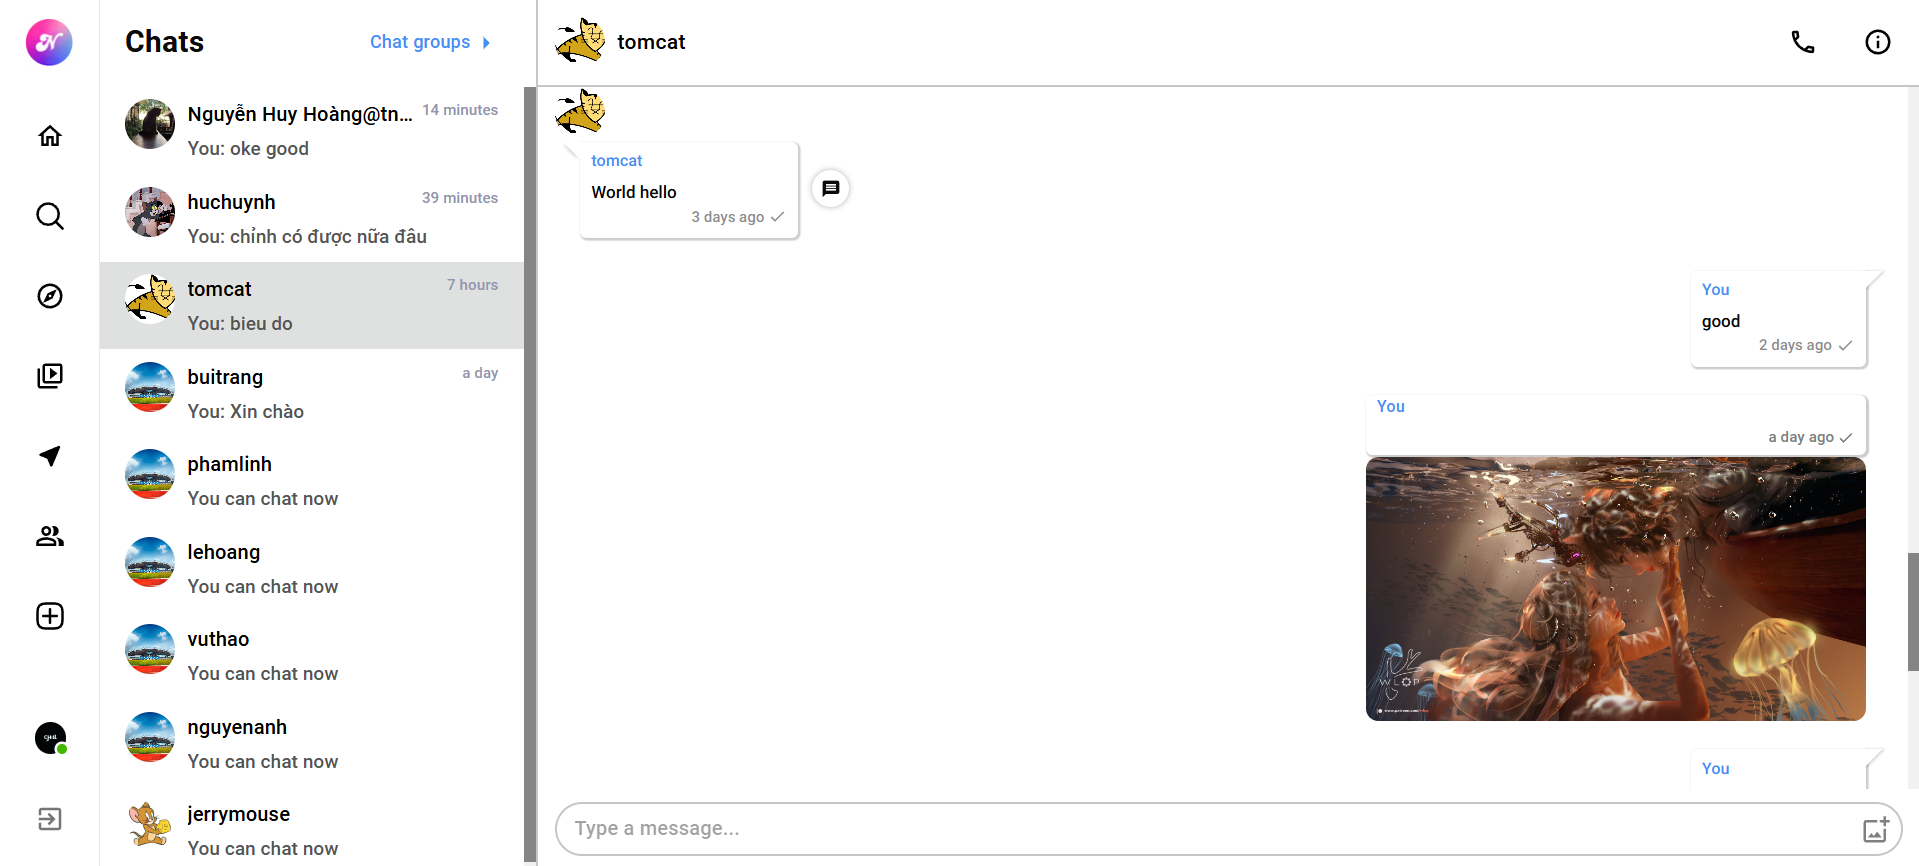 N
Chats
Chat groups
Nguyễn Huy Hoàng@tn...
14 minutes
You: oke good
huchuynh
39 minutes
You: chỉnh có được nữa đâu
tomcat
7 hours
You: bieu do
buitrang
a day
You: Xin chào
phamlinh
You can chat now
lehoang
You can chat now
vuthao
You can chat now
nguyenanh
You can chat now
jerrymouse
You can chat now
tomcat
tomcat
World hello
3 days ago
You
good
2 days ago
You
a day ago
WLOP
You
Type a message...